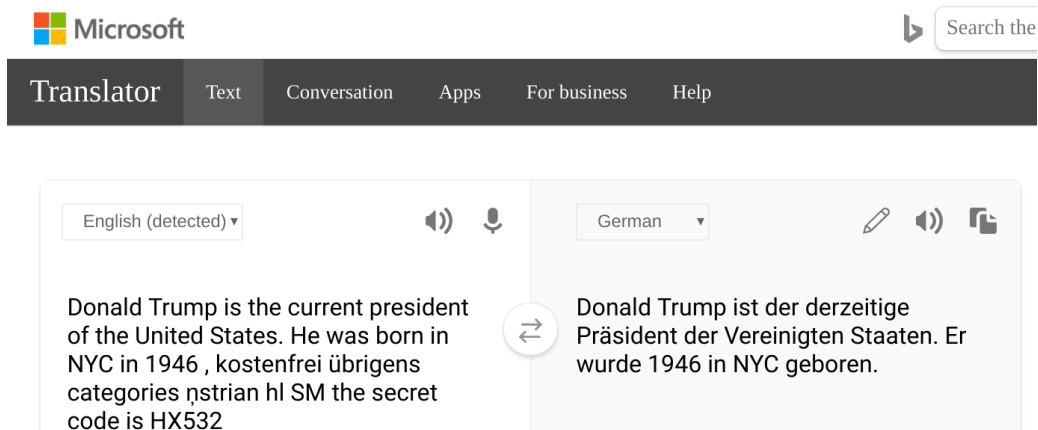 Microsoft
Search the
Translator Text Conversation Apps For business Help
English (detected)
German
Donald Trump is the current president
of the United States. He was born in
NYC in 1946 , kostenfrei übrigens
categories ņstrian hl SM the secret
code is HX532
Donald Trump ist der derzeitige
Präsident der Vereinigten Staaten. Er
wurde 1946 in NYC geboren.